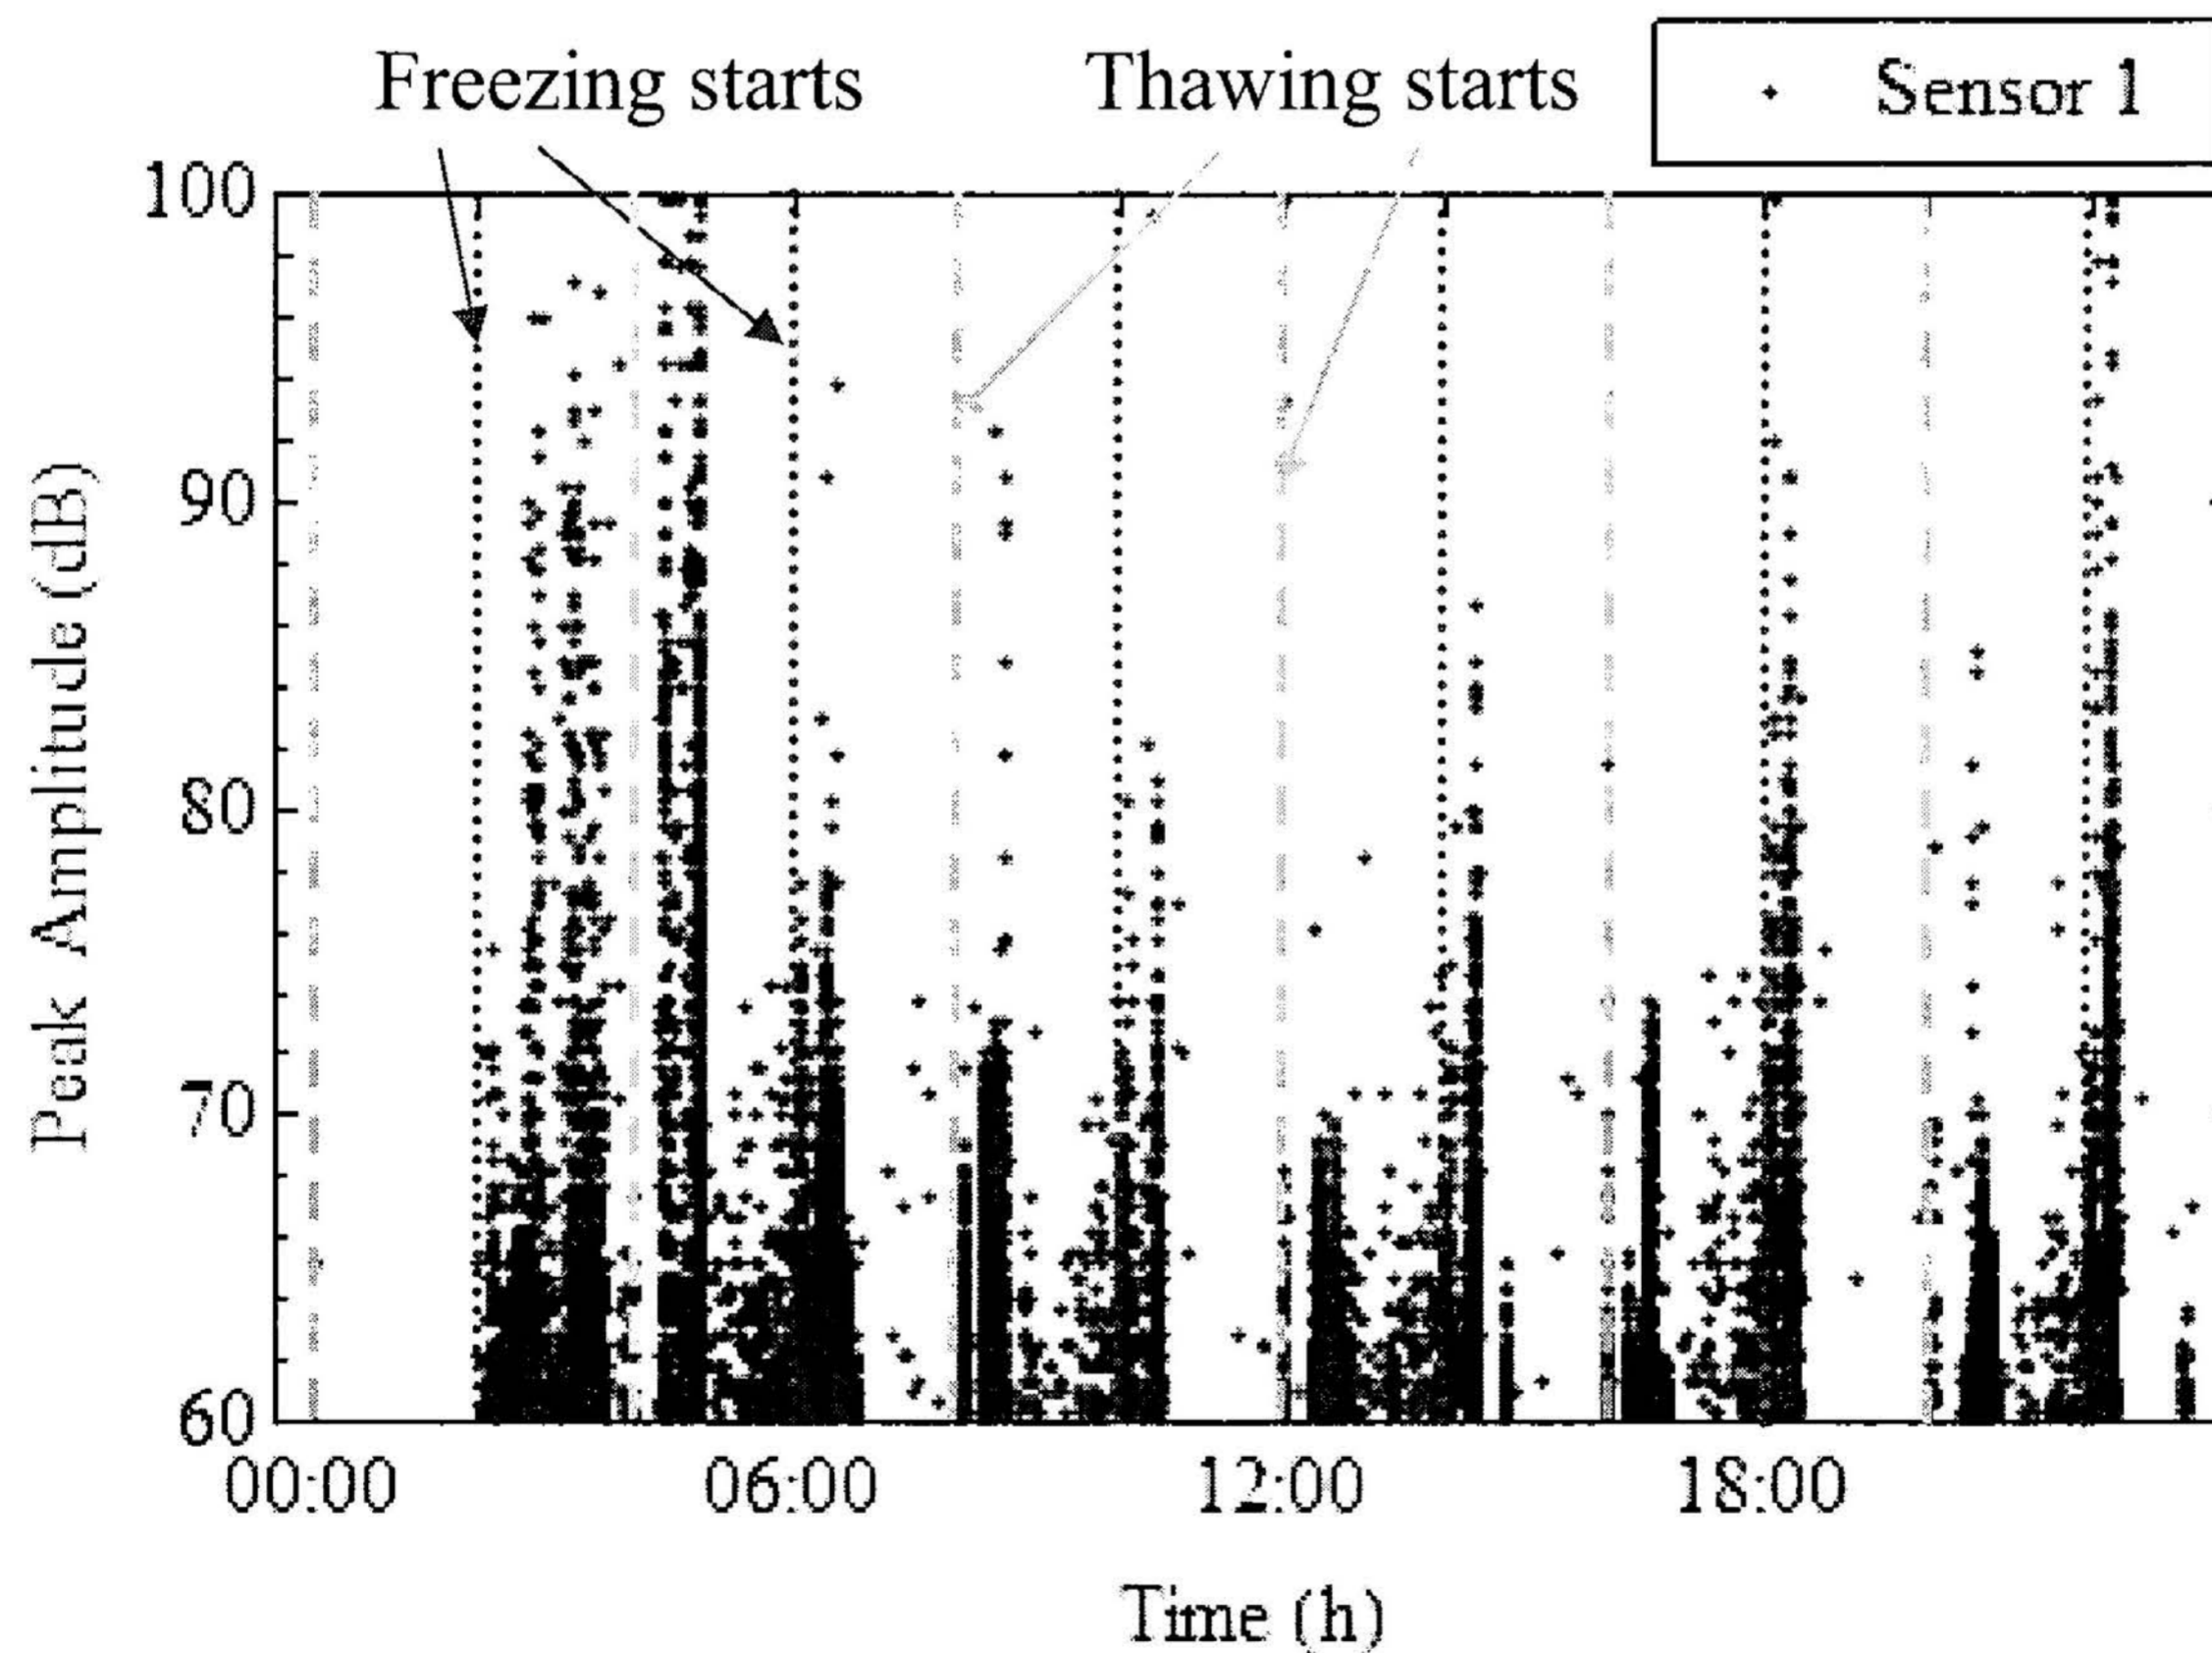 Freezing starts
Thawing starts
Sensor 1
100
90
80
70
60
Peak Amplitude (dB)
00:00 06:00 12:00 18:00
Time (h)